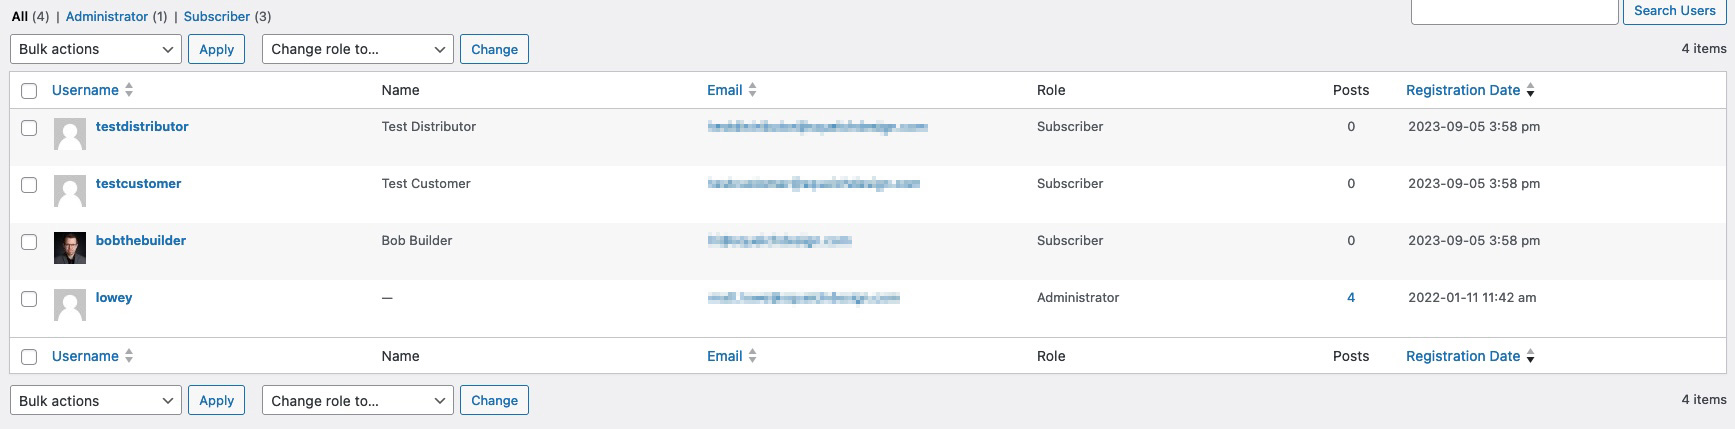 All (4) | Administrator (1) | Subscriber (3)
Search Users
Bulk actions Apply Change role to... Change 4 items
Username Name Email Role Posts Registration Date
testdistributor Test Distributor Subscriber 0 2023-09-05 3:58 pm
testcustomer Test Customer Subscriber 0 2023-09-05 3:58 pm
bobthebuilder Bob Builder Subscriber 0 2023-09-05 3:58 pm
lowey — Administrator 4 2022-01-11 11:42 am
Username Name Email Role Posts Registration Date
Bulk actions Apply Change role to... Change 4 items